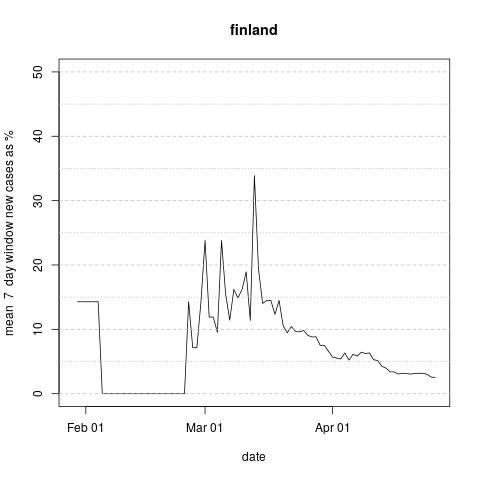 finland
mean 7 day window new cases as %
50
40
30
20
10
0
Feb 01
Mar 01
Apr 01
date